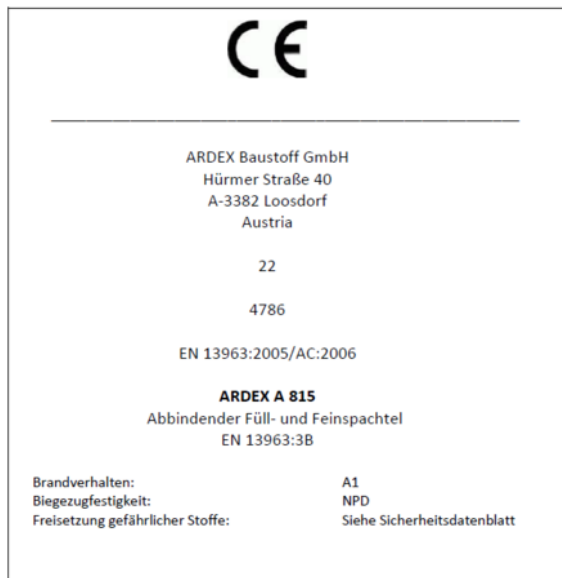 CE
ARDEX Baustoff GmbH
Hürmer Straße 40
A-3382 Loosdorf
Austria
22
4786
EN 13963:2005/AC:2006
ARDEX A 815
Abbindender Füll- und Feinspachtel
EN 13963:3B
Brandverhalten: A1
Biegezugfestigkeit: NPD
Freisetzung gefährlicher Stoffe: Siehe Sicherheitsdatenblatt